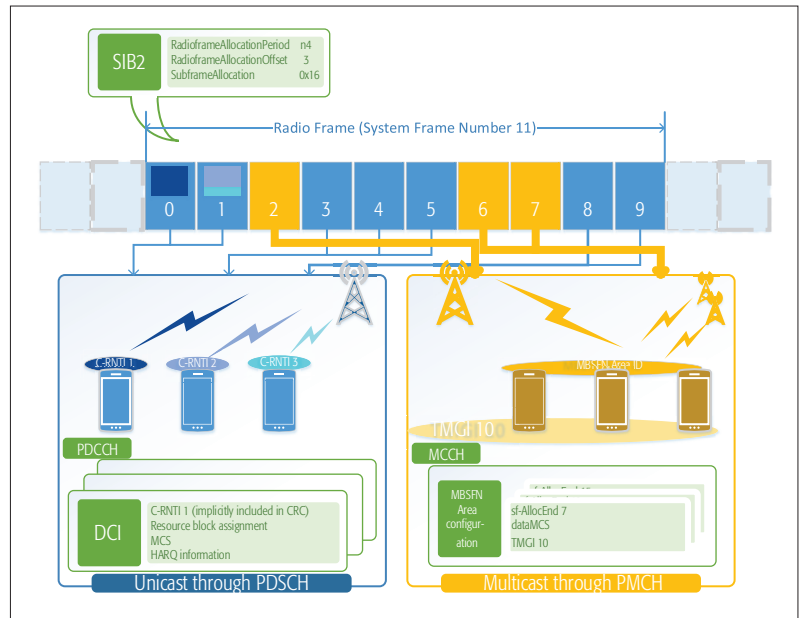 SIB2
RadioframeAllocationPeriod n4
RadioframeAllocationOffset 3
SubframeAllocation 0x16
Radio Frame (System Frame Number 11)
0 1 2 3 4 5 6 7 8 9
C-RNTI 1
C-RNTI 2
C-RNTI 3
MBSFN Area ID
TMGI 10
PDCCH
MCCH
DCI
C-RNTI 1 (implicitly included in CRC)
Resource block assignment
MCS
HARQ information
MBSFN
Area
configur-
ation
sf-AllocEnd 7
dataMCS
TMGI 10
Unicast through PDSCH
Multicast through PMCH